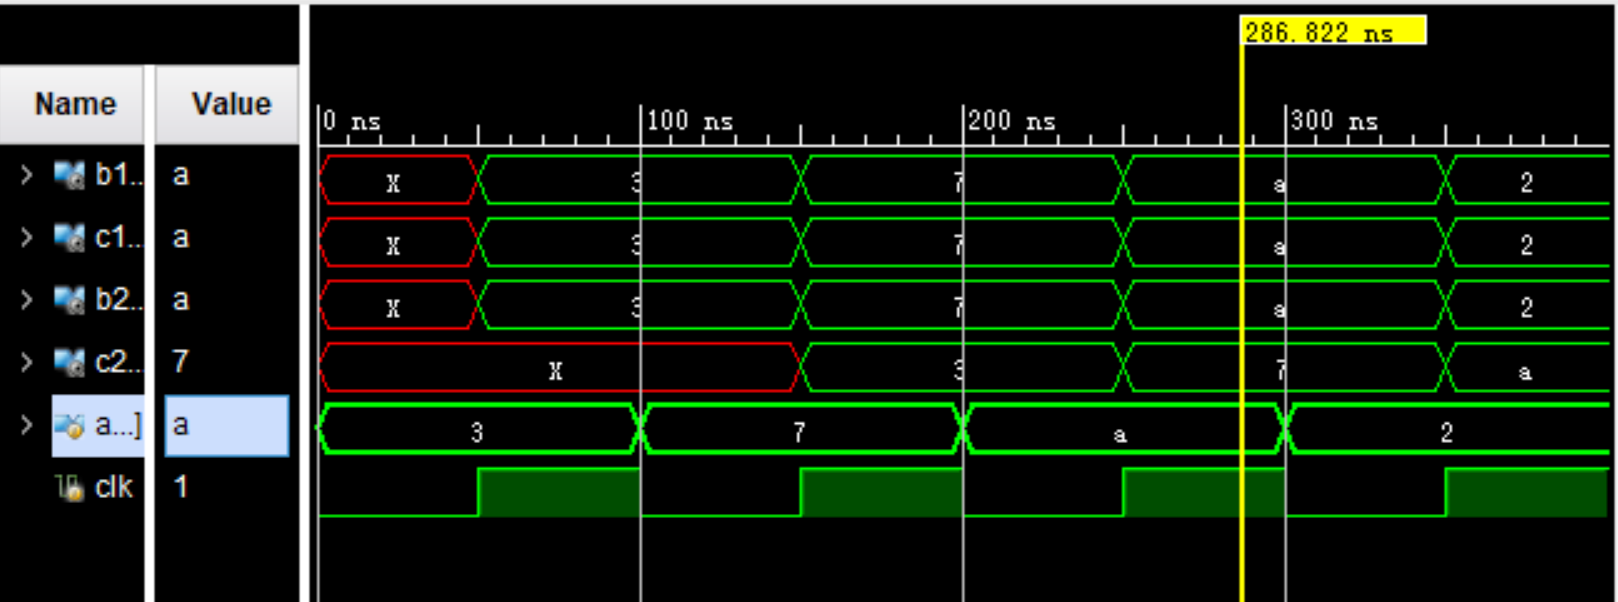 286.822 ns
Name Value
0 ns 100 ns 200 ns 300 ns
b1.. a X 3 7 a 2
c1... a X 3 7 a 2
b2.. a X 3 7 a 2
c2... 7 X 3 7 a
a...] a 3 7 a 2
clk 1